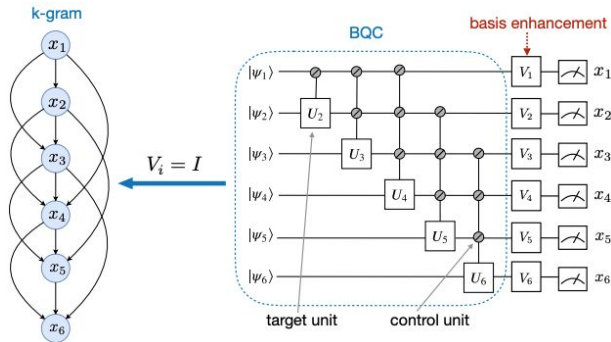 k-gram
x₁
x₂
x₃
x₄
x₅
x₆
V_i = I
BQC
basis enhancement
|ψ₁⟩ V₁ x₁
|ψ₂⟩ U₂ V₂ x₂
|ψ₃⟩ U₃ V₃ x₃
|ψ₄⟩ U₄ V₄ x₄
|ψ₅⟩ U₅ V₅ x₅
|ψ₆⟩ U₆ V₆ x₆
target unit control unit